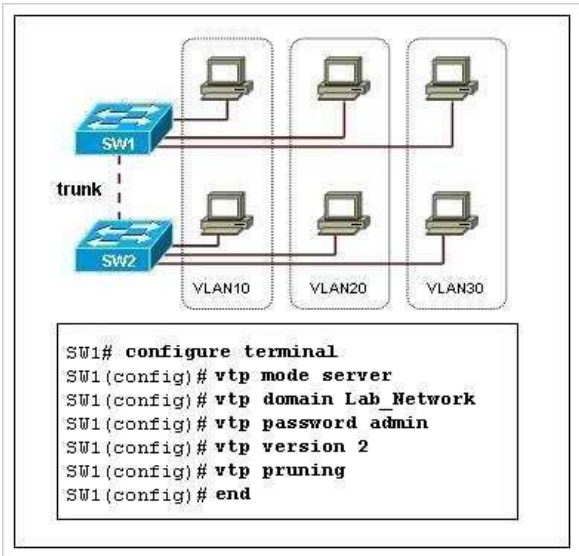 SW1
trunk
SW2
VLAN10
VLAN20
VLAN30
SW1# configure terminal
SW1(config)# vtp mode server
SW1(config)# vtp domain Lab_Network
SW1(config)# vtp password admin
SW1(config)# vtp version 2
SW1(config)# vtp pruning
SW1(config)# end